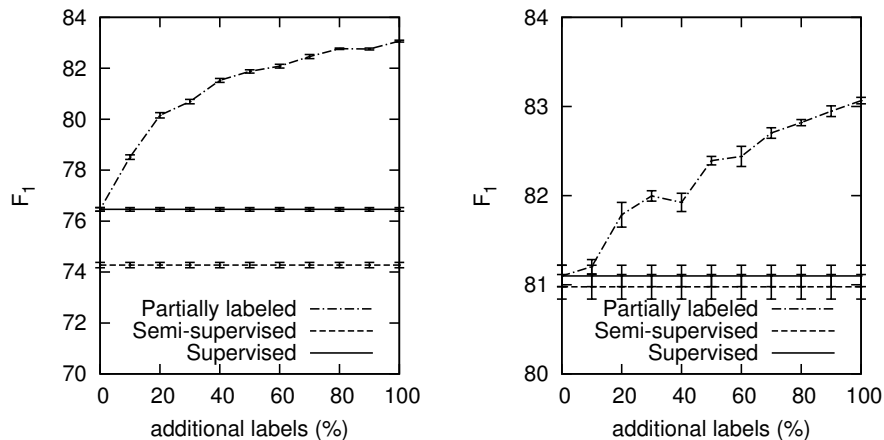 84
82
80
78
76
74
72
70
F1
Partially labeled
Semi-supervised
Supervised
0 20 40 60 80 100
additional labels (%)
84
83
82
81
80
F1
Partially labeled
Semi-supervised
Supervised
0 20 40 60 80 100
additional labels (%)